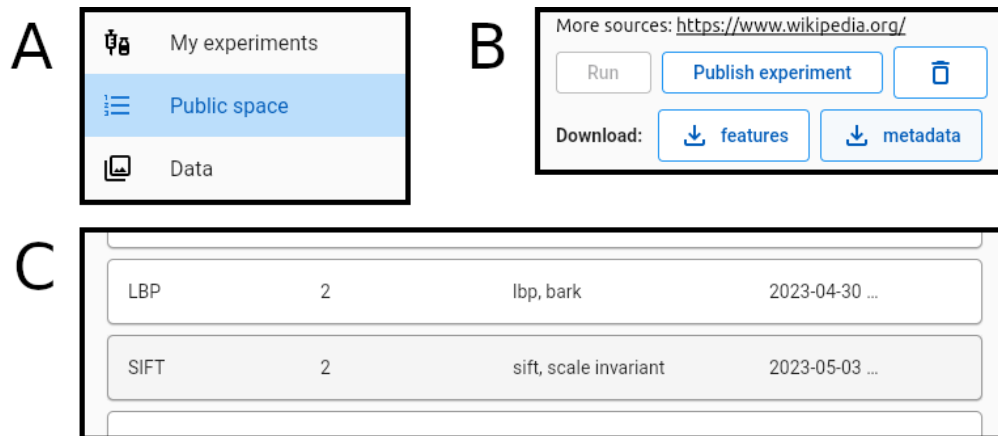 A
My experiments
Public space
Data
B
More sources: https://www.wikipedia.org/
Run Publish experiment
Download: features metadata
C
LBP 2 lbp, bark 2023-04-30 ...
SIFT 2 sift, scale invariant 2023-05-03 ...